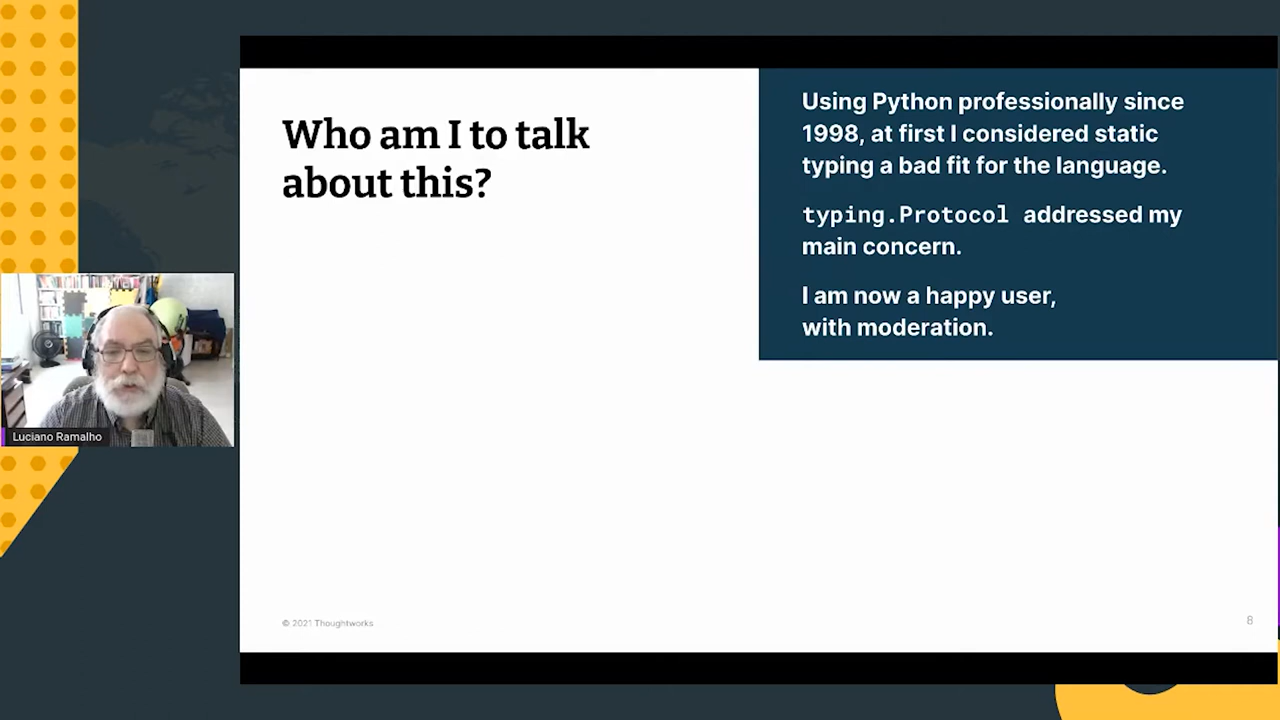 Who am I to talk
about this?
Using Python professionally since
1998, at first I considered static
typing a bad fit for the language.
typing.Protocol addressed my
main concern.
I am now a happy user,
with moderation.
Luciano Ramalho
© 2021 Thoughtworks
8